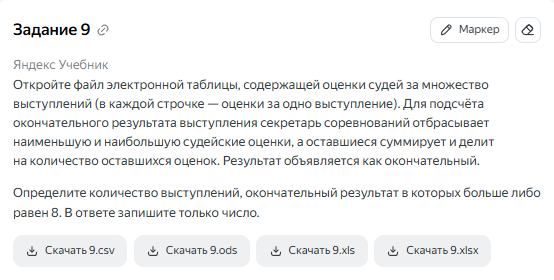 Задание 9
Маркер
Яндекс Учебник
Откройте файл электронной таблицы, содержащей оценки судей за множество
выступлений (в каждой строчке — оценки за одно выступление). Для подсчёта
окончательного результата выступления секретарь соревнований отбрасывает
наименьшую и наибольшую судейские оценки, а оставшиеся суммирует и делит
на количество оставшихся оценок. Результат объявляется как окончательный.
Определите количество выступлений, окончательный результат в которых больше либо
равен 8. В ответе запишите только число.
Скачать 9.csv
Скачать 9.ods
Скачать 9.xls
Скачать 9.xlsx